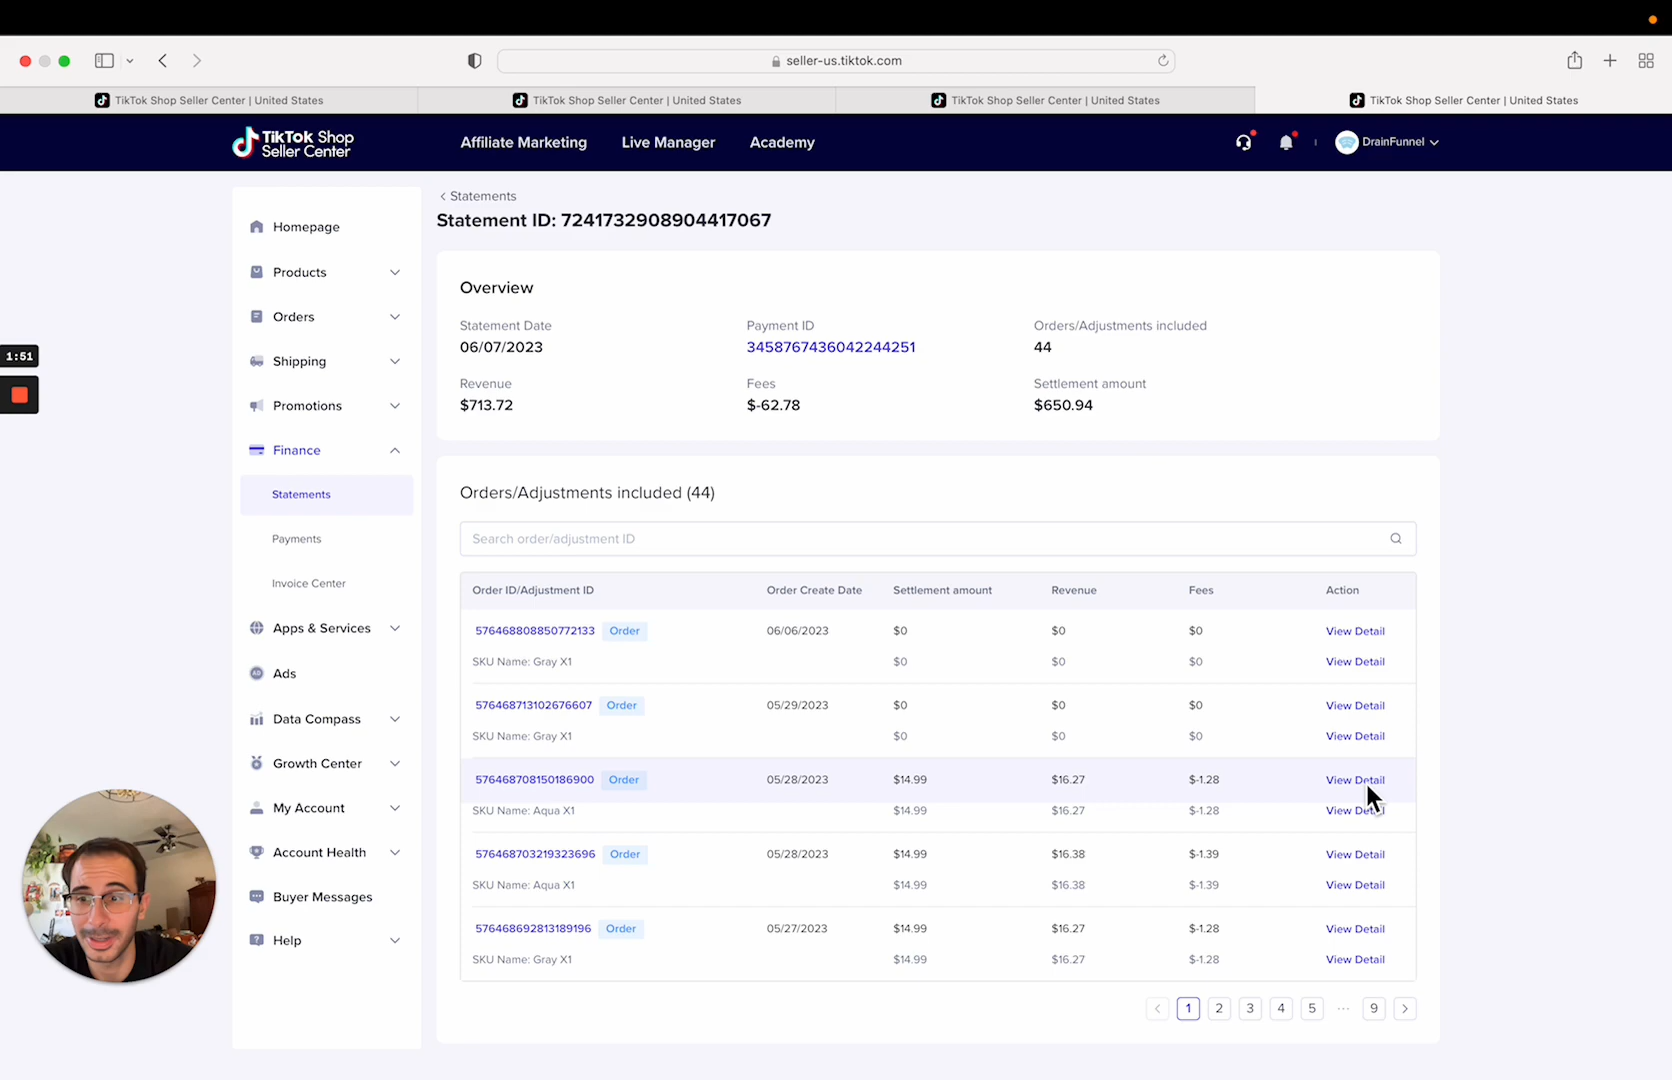 seller-us.tiktok.com
TikTok Shop Seller Center | United States
TikTok Shop Seller Center | United States
TikTok Shop Seller Center | United States
TikTok Shop Seller Center | United States
TikTok Shop
Seller Center
Affiliate Marketing
Live Manager
Academy
DrainFunnel
Homepage
Products
Orders
Shipping
Promotions
Finance
Statements
Payments
Invoice Center
Apps & Services
AD Ads
Data Compass
Growth Center
My Account
Account Health
Buyer Messages
Help
1:51
< Statements
Statement ID: 7241732908904417067
Overview
Statement Date
06/07/2023
Payment ID
3458767436042244251
Orders/Adjustments included
44
Revenue
$713.72
Fees
$-62.78
Settlement amount
$650.94
Orders/Adjustments included (44)
Search order/adjustment ID
Order ID/Adjustment ID Order Create Date Settlement amount Revenue Fees Action
576468808850772133 Order 06/06/2023 $0 $0 $0 View Detail
SKU Name: Gray X1 $0 $0 $0 View Detail
576468713102676607 Order 05/29/2023 $0 $0 $0 View Detail
SKU Name: Gray X1 $0 $0 $0 View Detail
576468708150186900 Order 05/28/2023 $14.99 $16.27 $-1.28 View Detail
SKU Name: Aqua X1 $14.99 $16.27 $-1.28 View Detail
576468703219323696 Order 05/28/2023 $14.99 $16.38 $-1.39 View Detail
SKU Name: Aqua X1 $14.99 $16.38 $-1.39 View Detail
576468692813189196 Order 05/27/2023 $14.99 $16.27 $-1.28 View Detail
SKU Name: Gray X1 $14.99 $16.27 $-1.28 View Detail
< 1 2 3 4 5 ··· 9 >